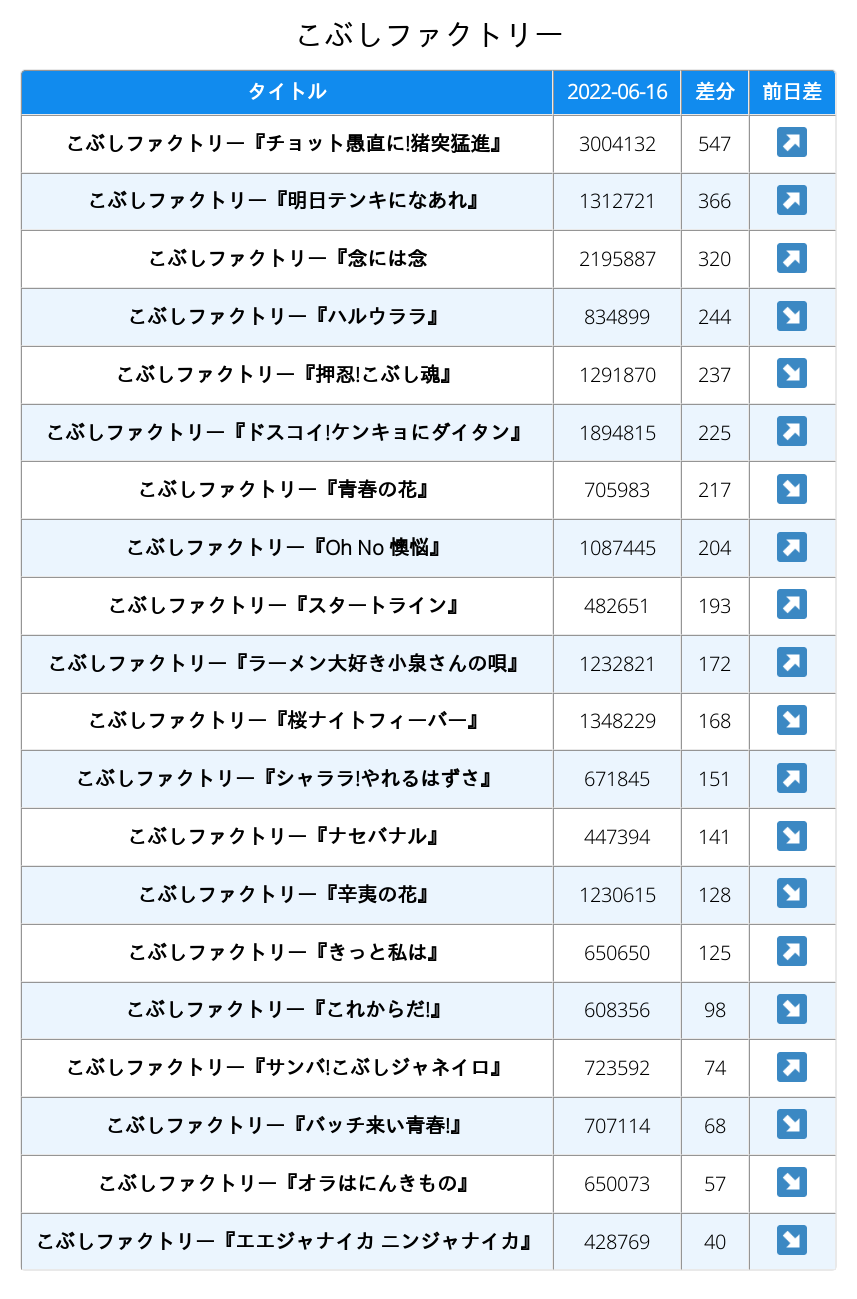 こぶしファクトリー
タイトル 2022-06-16 差分 前日差
こぶしファクトリー『チョット愚直に!猪突猛進』 3004132 547 ↗
こぶしファクトリー『明日テンキになあれ』 1312721 366 ↗
こぶしファクトリー『念には念 2195887 320 ↗
こぶしファクトリー『ハルウララ』 834899 244 ↘
こぶしファクトリー『押忍!こぶし魂』 1291870 237 ↘
こぶしファクトリー『ドスコイ!ケンキョにダイタン』 1894815 225 ↗
こぶしファクトリー『青春の花』 705983 217 ↘
こぶしファクトリー『Oh No 懊悩』 1087445 204 ↗
こぶしファクトリー『スタートライン』 482651 193 ↗
こぶしファクトリー『ラーメン大好き小泉さんの唄』 1232821 172 ↗
こぶしファクトリー『桜ナイトフィーバー』 1348229 168 ↘
こぶしファクトリー『シャララ!やれるはずさ』 671845 151 ↗
こぶしファクトリー『ナセバナル』 447394 141 ↘
こぶしファクトリー『辛夷の花』 1230615 128 ↘
こぶしファクトリー『きっと私は』 650650 125 ↗
こぶしファクトリー『これからだ!』 608356 98 ↘
こぶしファクトリー『サンバ!こぶしジャネイロ』 723592 74 ↗
こぶしファクトリー『バッチ来い青春!』 707114 68 ↘
こぶしファクトリー『オラはにんきもの』 650073 57 ↘
こぶしファクトリー『エエジャナイカ ニンジャナイカ』 428769 40 ↘